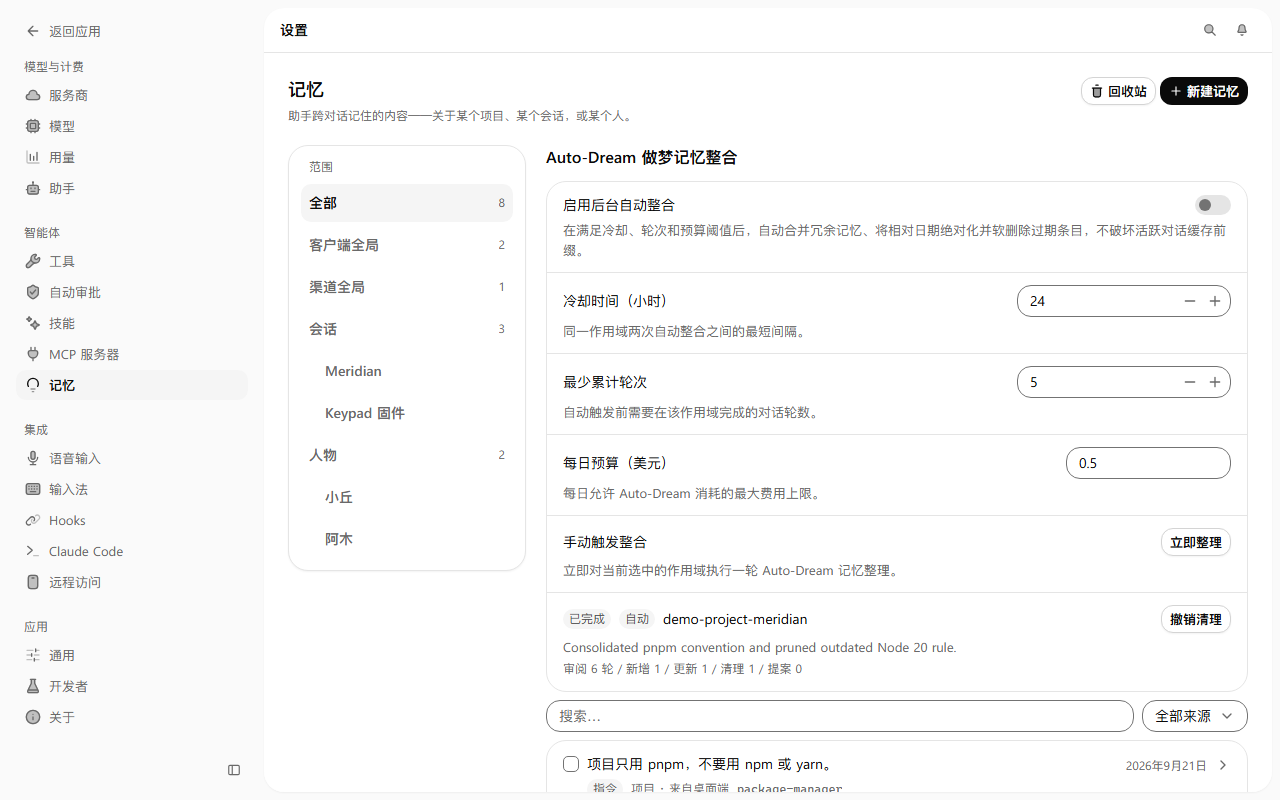 返回应用
模型与计费
服务商
模型
用量
助手
智能体
工具
自动审批
技能
MCP 服务器
记忆
集成
语音输入
输入法
Hooks
Claude Code
远程访问
应用
通用
开发者
关于
设置
记忆
助手跨对话记住的内容——关于某个项目、某个会话，或某个人。
回收站
新建记忆
范围
全部 8
客户端全局 2
渠道全局 1
会话 3
Meridian
Keypad 固件
人物 2
小丘
阿木
Auto-Dream 做梦记忆整合
启用后台自动整合
在满足冷却、轮次和预算阈值后，自动合并冗余记忆、将相对日期绝对化并软删除过期条目，不破坏活跃对话缓存前
缀。
冷却时间（小时）
24
同一作用域两次自动整合之间的最短间隔。
最少累计轮次
5
自动触发前需要在该作用域完成的对话轮数。
每日预算（美元）
0.5
每日允许 Auto-Dream 消耗的最大费用上限。
手动触发整合
立即整理
立即对当前选中的作用域执行一轮 Auto-Dream 记忆整理。
已完成 自动 demo-project-meridian
撤销清理
Consolidated pnpm convention and pruned outdated Node 20 rule.
审阅 6 轮 / 新增 1 / 更新 1 / 清理 1 / 提案 0
搜索...
全部来源
项目只用 pnpm，不要用 npm 或 yarn。
2026年9月21日
指令 项目 · 来自桌面端 package-manager